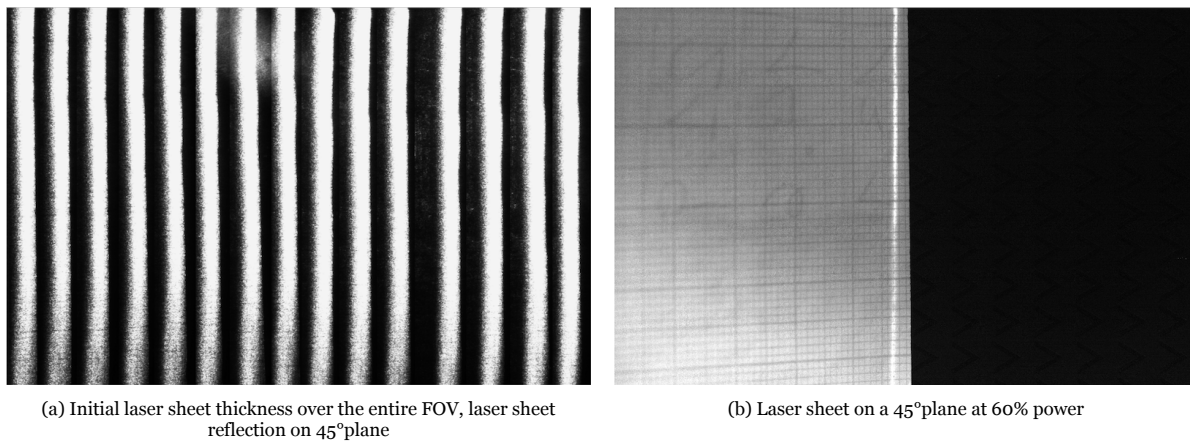 (a) Initial laser sheet thickness over the entire FOV, laser sheet
reflection on 45°plane
(b) Laser sheet on a 45°plane at 60% power